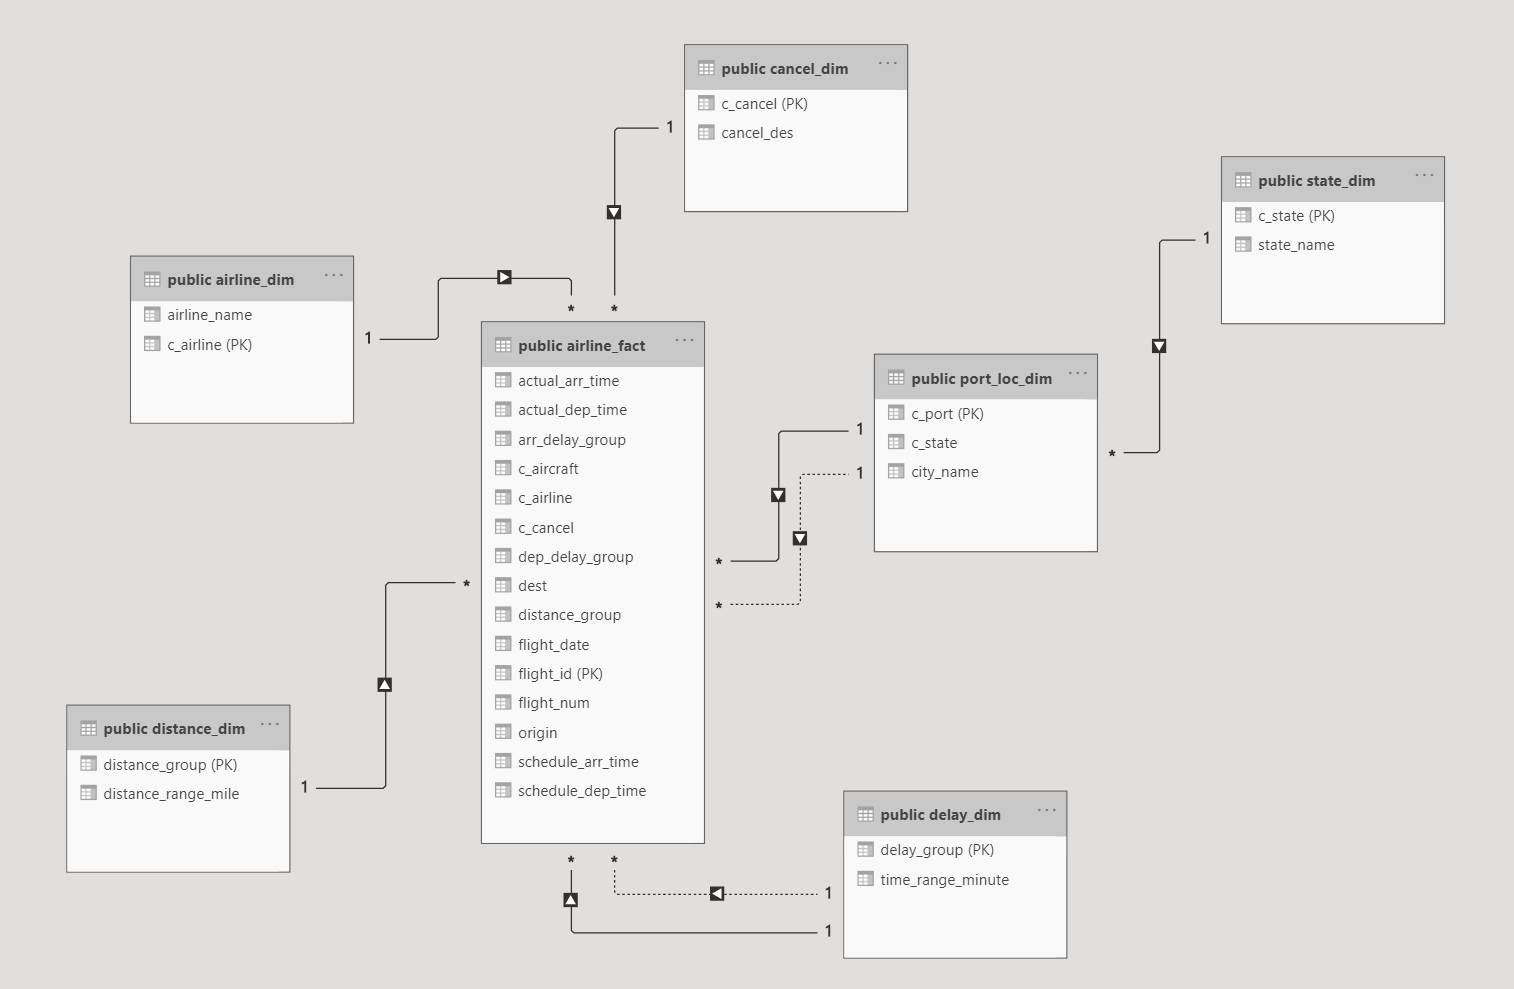 public cancel_dim
c_cancel (PK)
cancel_des
1
public state_dim
c_state (PK)
state_name
1
*
public airline_dim
airline_name
c_airline (PK)
1
*
*
public airline_fact
actual_arr_time
actual_dep_time
arr_delay_group
c_aircraft
c_airline
c_cancel
dep_delay_group
dest
distance_group
flight_date
flight_id (PK)
flight_num
origin
schedule_arr_time
schedule_dep_time
public port_loc_dim
c_port (PK)
c_state
city_name
1
1
*
*
*
public distance_dim
distance_group (PK)
distance_range_mile
1
public delay_dim
delay_group (PK)
time_range_minute
*
*
1
1